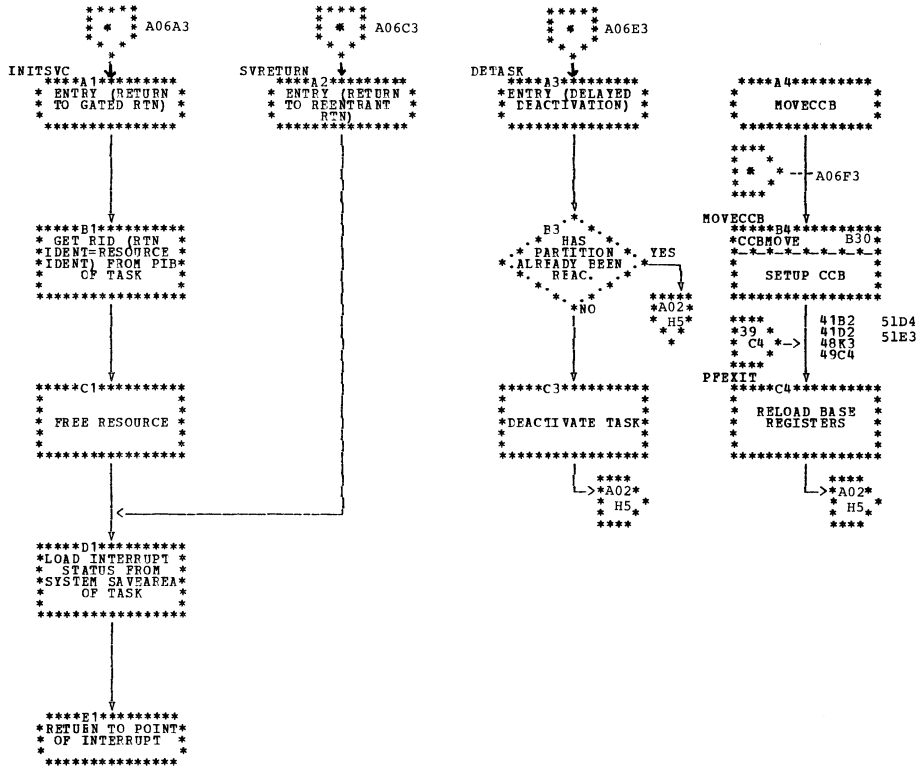 A06A3
INITSVC
A1
ENTRY (RETURN
TO GATED RTN)
B1
GET RID (RTN
IDENT=RESOURCE
IDENT) FROM PIB
OF TASK
C1
FREE RESOURCE
D1
LOAD INTERRUPT
STATUS FROM
SYSTEM SAVEAREA
OF TASK
E1
RETURN TO POINT
OF INTERRUPT
A06C3
SVRETURN
A2
ENTRY (RETURN
TO REENTRANT
RTN)
A06E3
DETASK
A3
ENTRY (DELAYED
DEACTIVATION)
B3
HAS
PARTITION
ALREADY BEEN
REAC.
YES
A02
H5
NO
C3
DEACTIVATE TASK
A02
H5
A4
MOVECCB
A06F3
MOVECCB
B4
CCBMOVE B30
SETUP CCB
39
C4
41B2 51D4
41D2 51E3
48K3
49C4
PFEXIT
C4
RELOAD BASE
REGISTERS
A02
H5